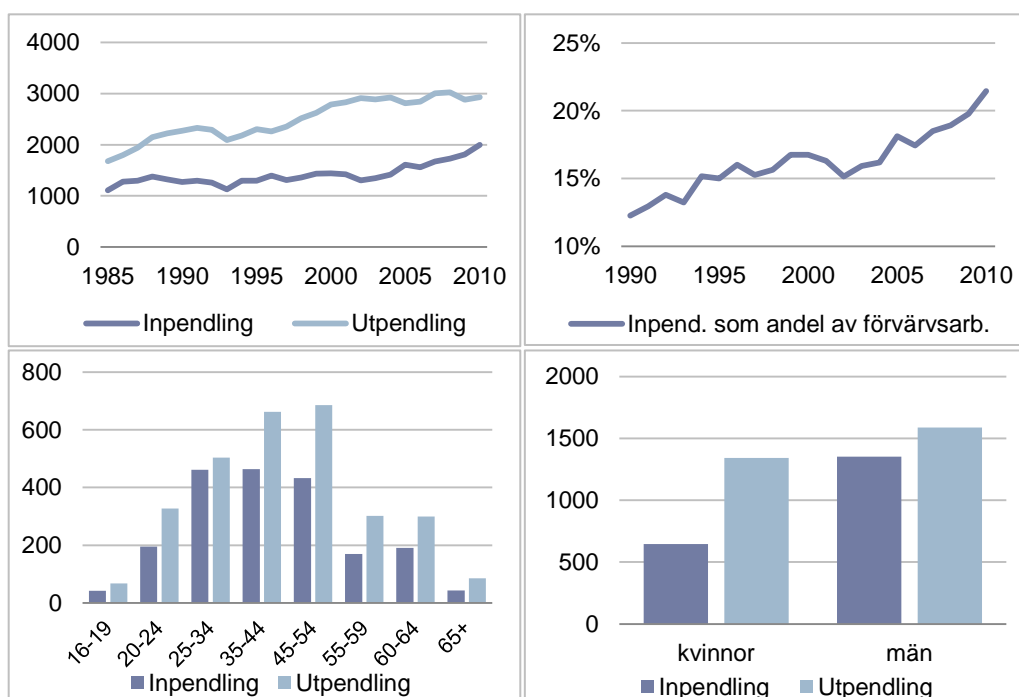 4000
3000
2000
1000
0
1985 1990 1995 2000 2005 2010
Inpendling Utpendling
25%
20%
15%
10%
1990 1995 2000 2005 2010
Inpend. som andel av förvärvsarb.
800
600
400
200
0
16-19 20-24 25-34 35-44 45-54 55-59 60-64 65+
Inpendling Utpendling
2000
1500
1000
500
0
kvinnor män
Inpendling Utpendling